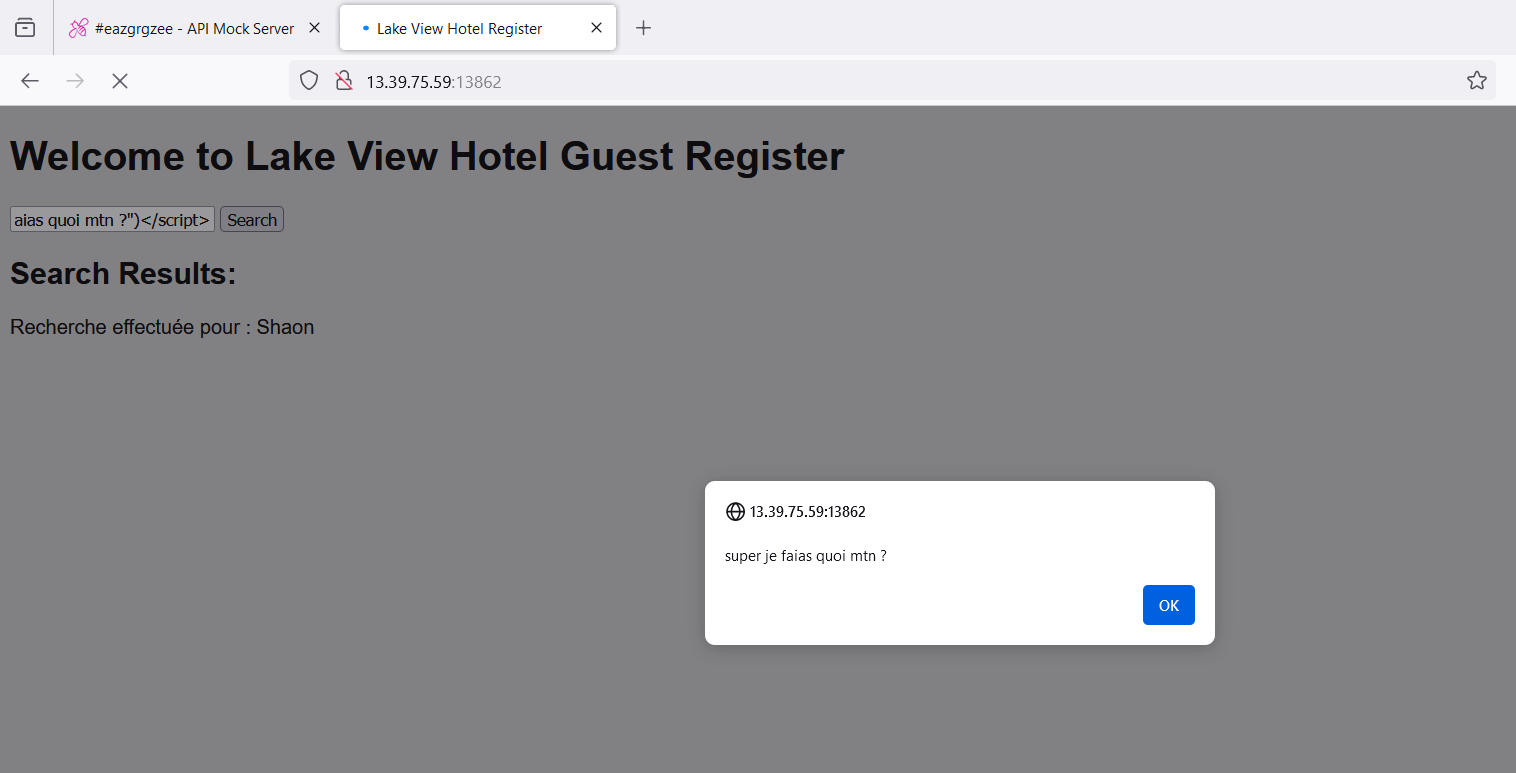 #eazgrgzee - API Mock Server
Lake View Hotel Register
13.39.75.59:13862
Welcome to Lake View Hotel Guest Register
aias quoi mtn ?")</script> Search
Search Results:
Recherche effectuée pour : Shaon
13.39.75.59:13862
super je faias quoi mtn ?
OK